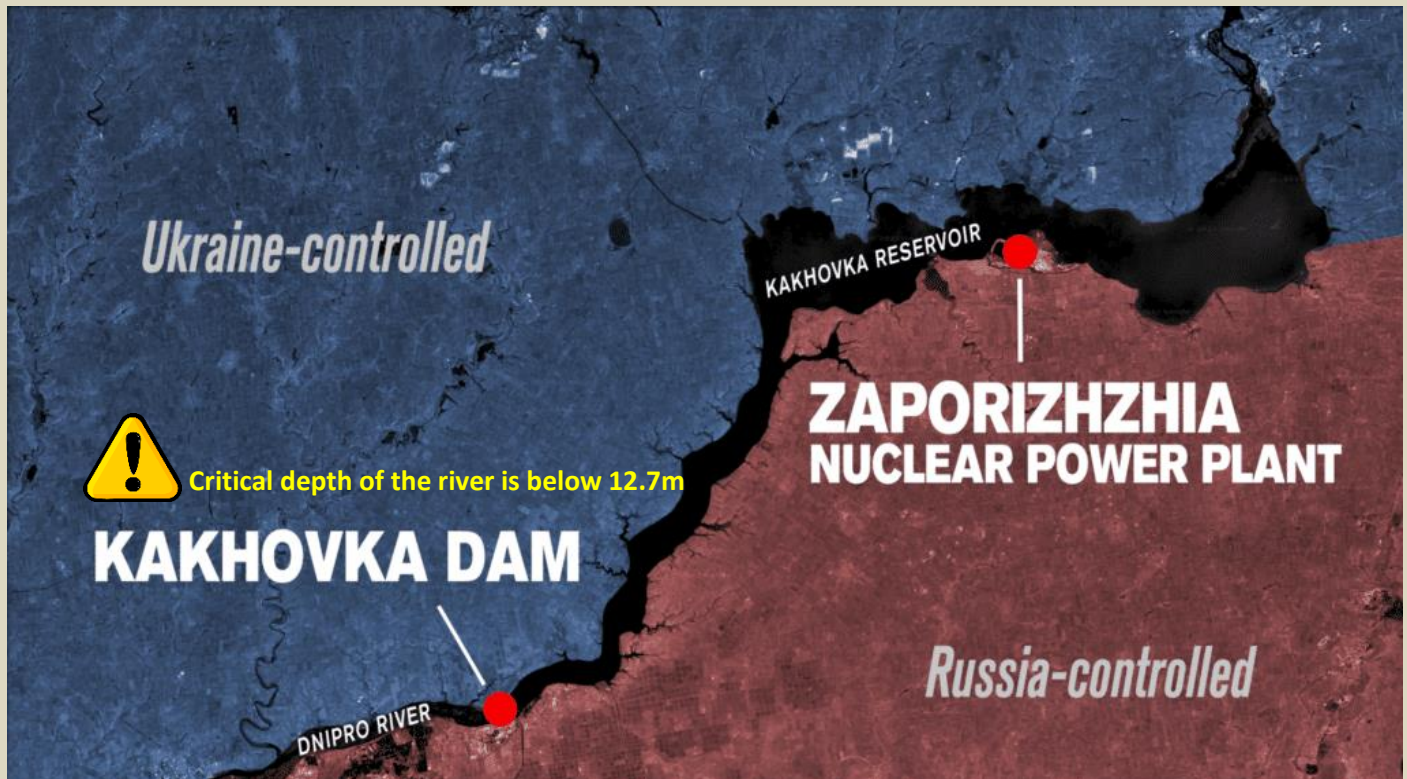 Ukraine-controlled
KAKHOVKA RESERVOIR
ZAPORIZHZHIA
NUCLEAR POWER PLANT
Critical depth of the river is below 12.7m
KAKHOVKA DAM
Russia-controlled
DNIPRO RIVER